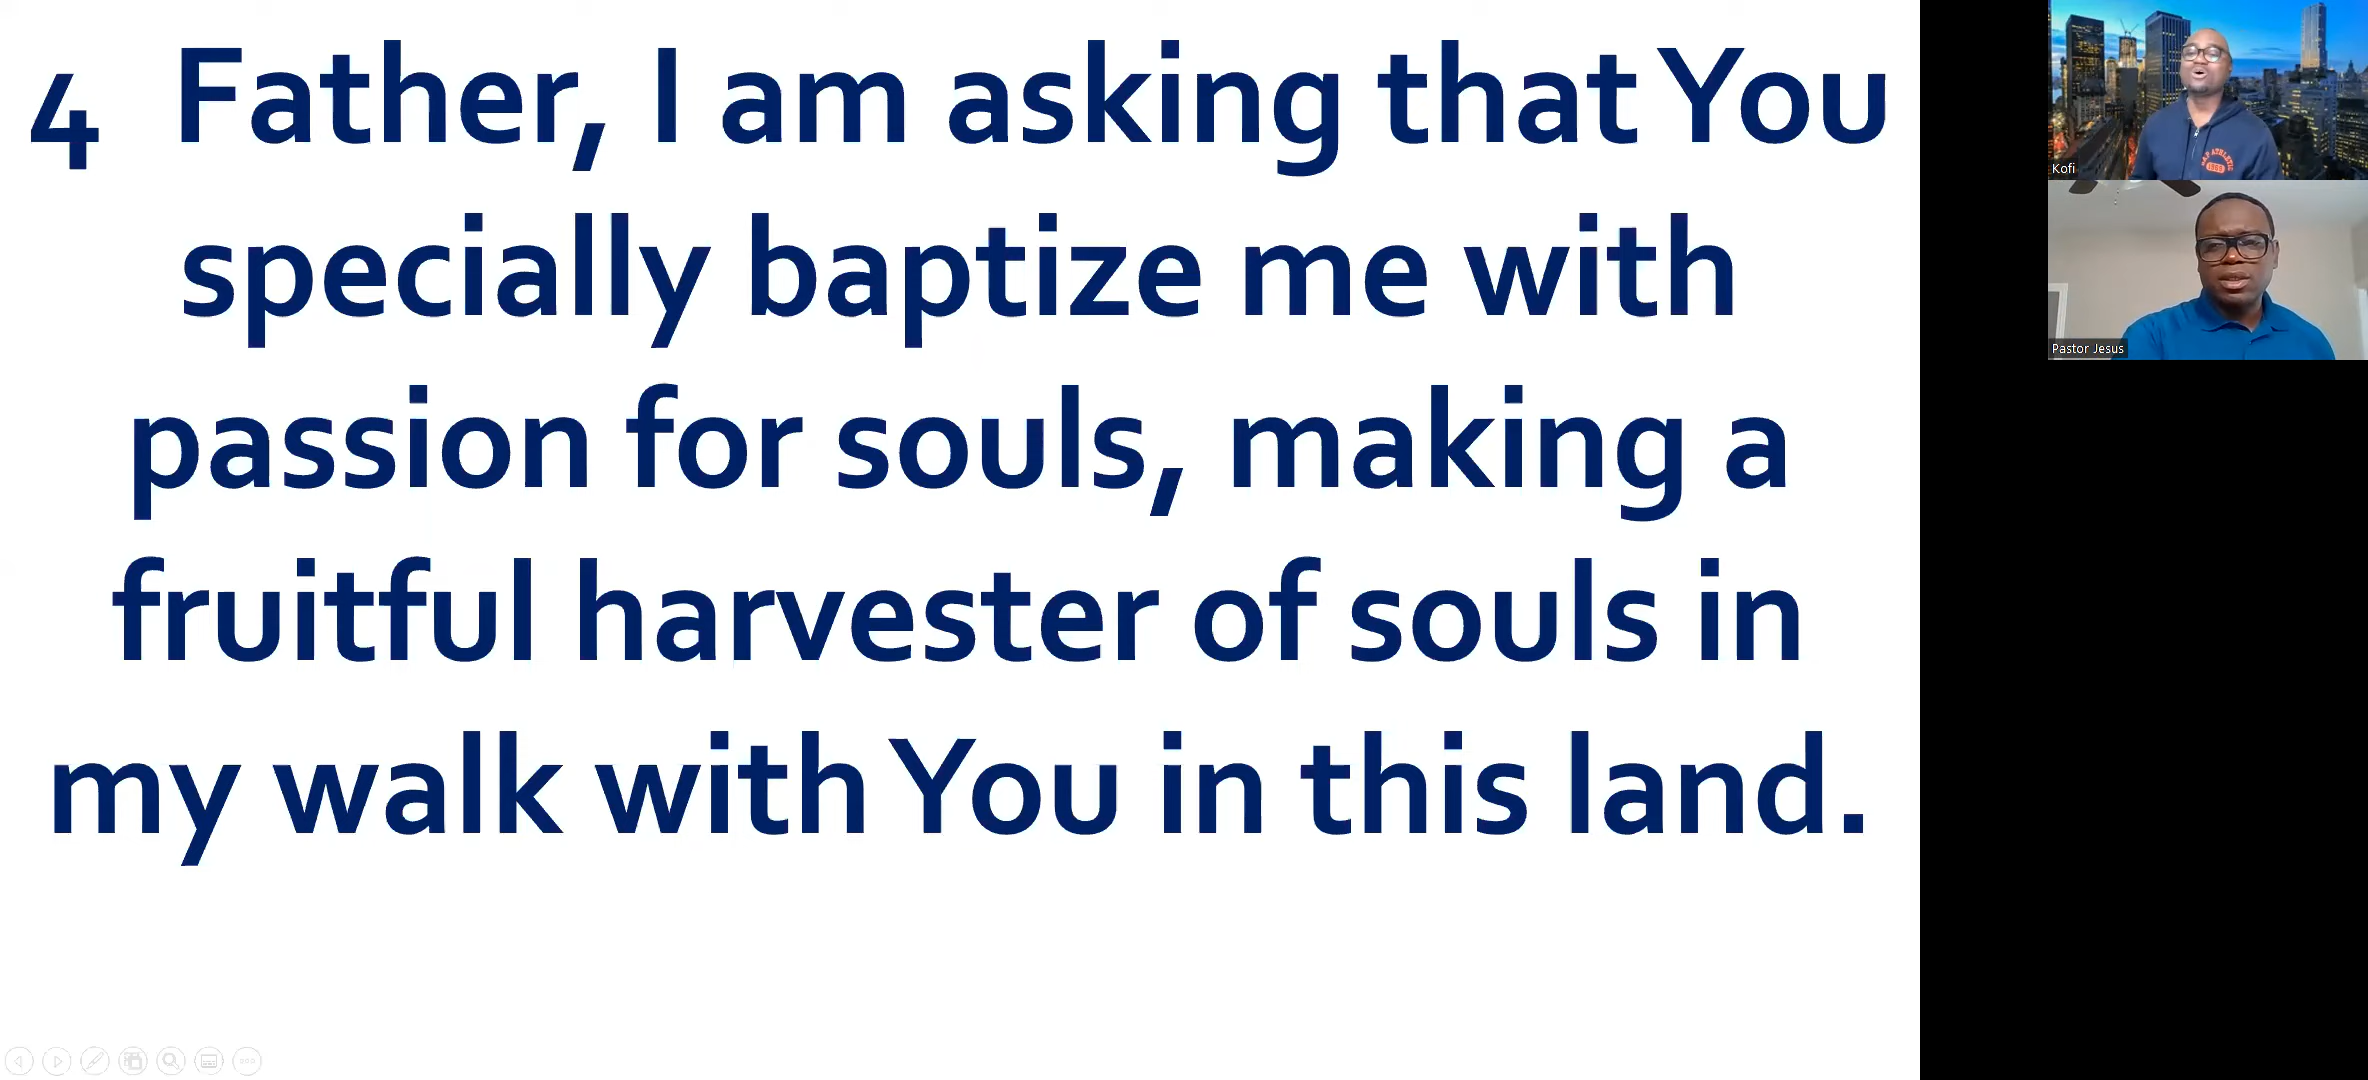 4 Father, I am asking that You
specially baptize me with
passion for souls, making a
fruitful harvester of souls in
my walk with You in this land.
Kofi
Pastor Jesus